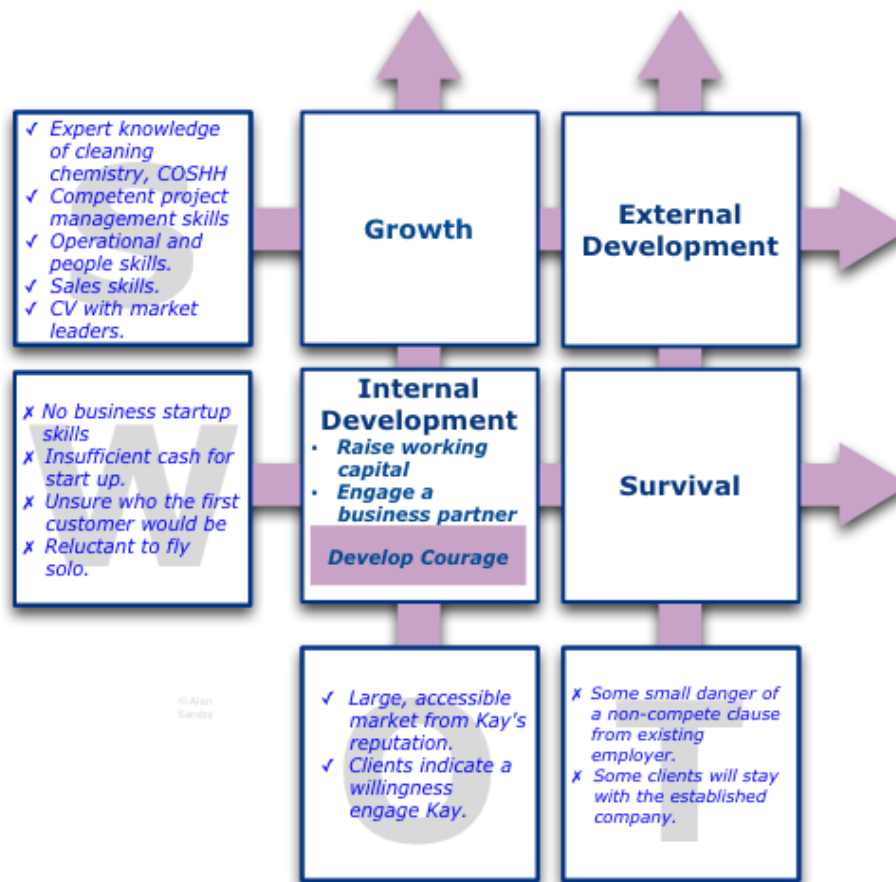 ✓ Expert knowledge
of cleaning
chemistry, COSHH
✓ Competent project
management skills
✓ Operational and
people skills.
✓ Sales skills.
✓ CV with market
leaders.
S
Growth
External
Development
✗ No business startup
skills
✗ Insufficient cash for
start up.
✗ Unsure who the first
customer would be
✗ Reluctant to fly
solo.
W
Internal
Development
• Raise working
capital
• Engage a
business partner
Develop Courage
Survival
© Alan
Sarsby
✓ Large, accessible
market from Kay's
reputation.
✓ Clients indicate a
willingness
engage Kay.
O
✗ Some small danger of
a non-compete clause
from existing
employer.
✗ Some clients will stay
with the established
company.
T